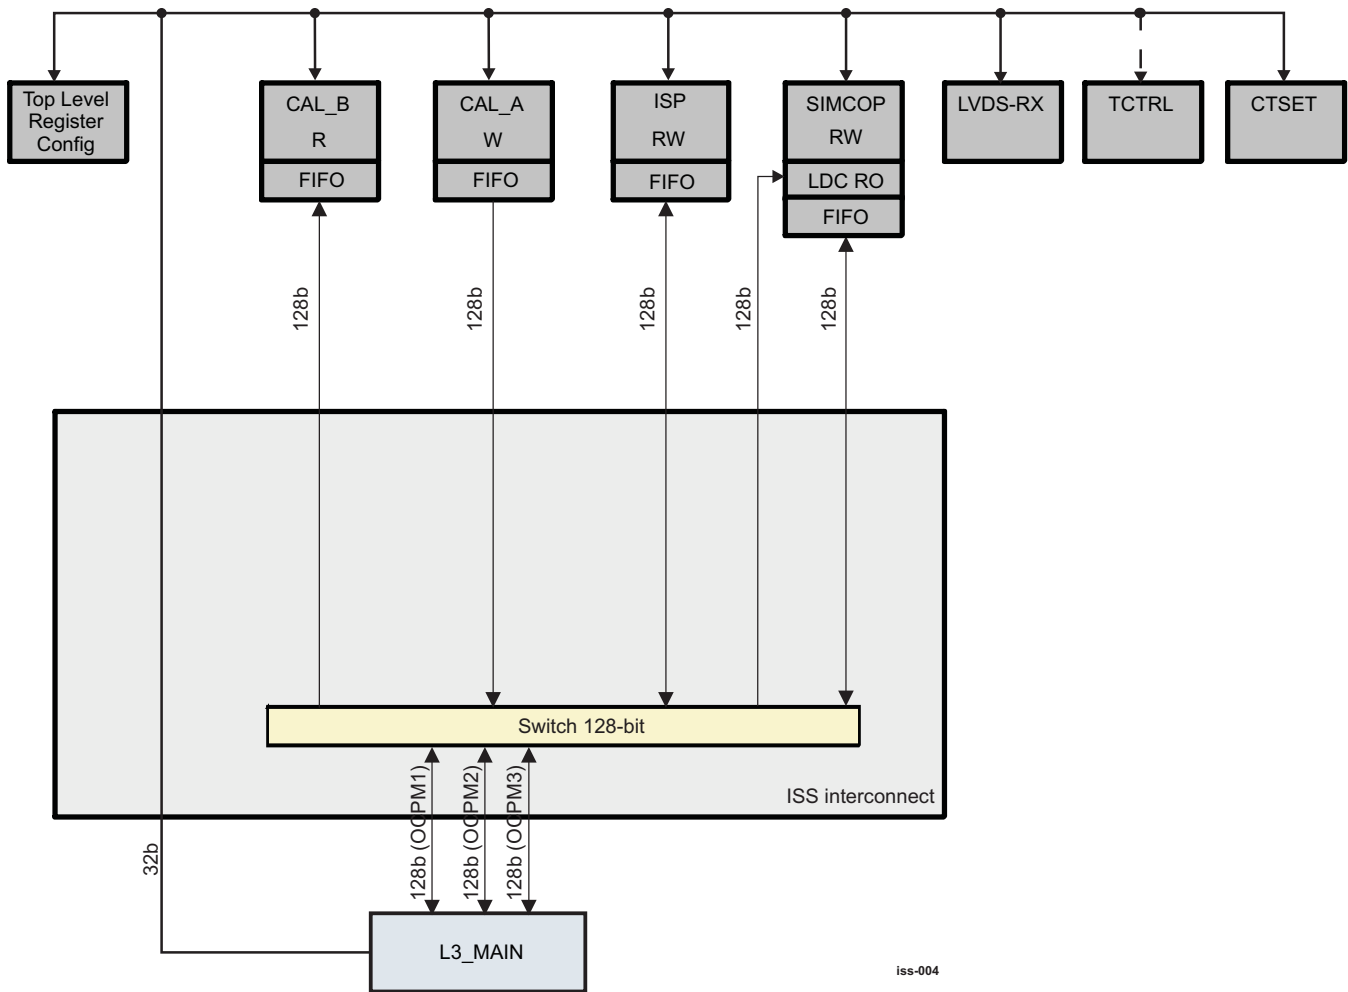 Top Level
Register
Config
CAL_B
R
FIFO
CAL_A
W
FIFO
ISP
RW
FIFO
SIMCOP
RW
LDC RO
FIFO
LVDS-RX
TCTRL
CTSET
128b
128b
128b
128b
128b
Switch 128-bit
ISS interconnect
32b
128b (OCPM1)
128b (OCPM2)
128b (OCPM3)
L3_MAIN
iss-004